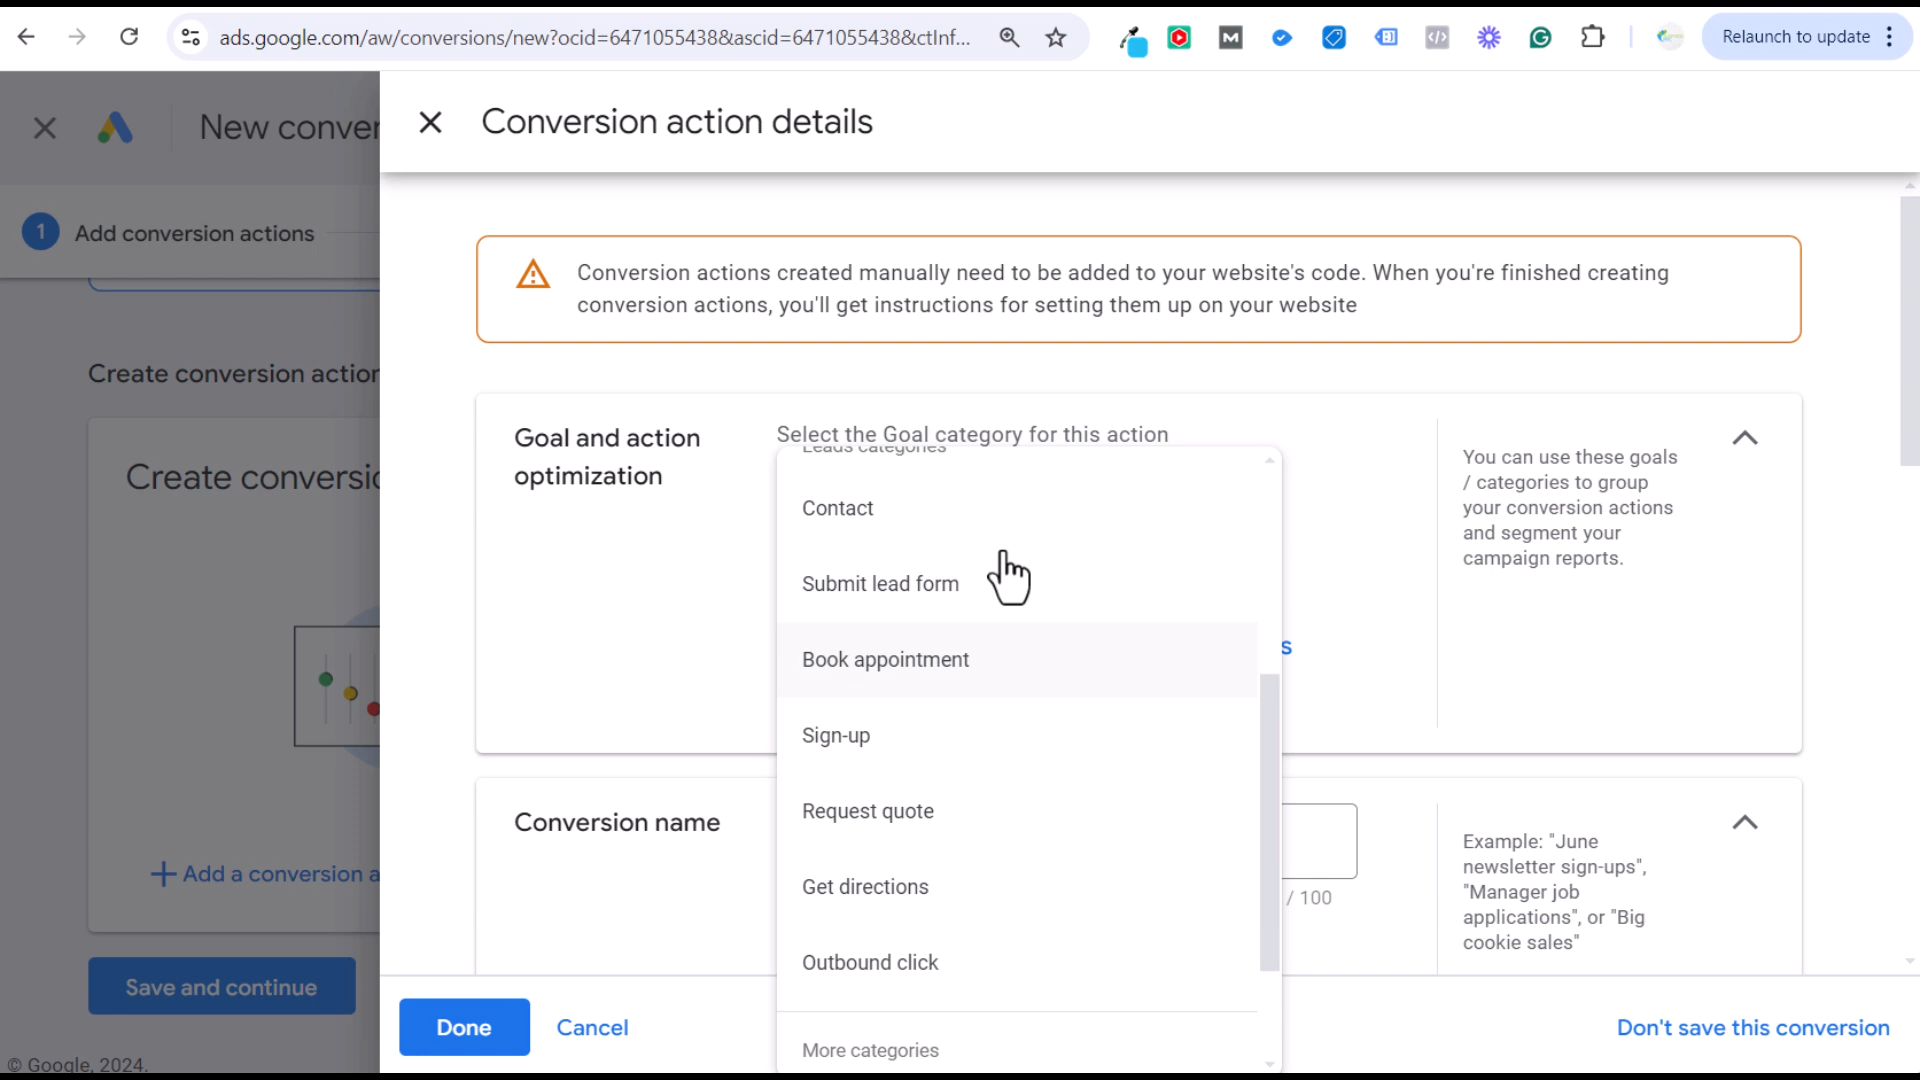 ads.google.com/aw/conversions/new?ocid=6471055438&ascid=6471055438&ctInf...
Relaunch to update
New conver
Conversion action details
1
Add conversion actions
Conversion actions created manually need to be added to your website's code. When you're finished creating
conversion actions, you'll get instructions for setting them up on your website
Create conversion action
Create conversio
+ Add a conversion a
Save and continue
© Google, 2024.
Goal and action
optimization
Select the Goal category for this action
Leads categories
Contact
Submit lead form
Book appointment
Sign-up
Request quote
Get directions
Outbound click
More categories
s
You can use these goals
/ categories to group
your conversion actions
and segment your
campaign reports.
Conversion name
/ 100
Example: "June
newsletter sign-ups",
"Manager job
applications", or "Big
cookie sales"
Done
Cancel
Don't save this conversion